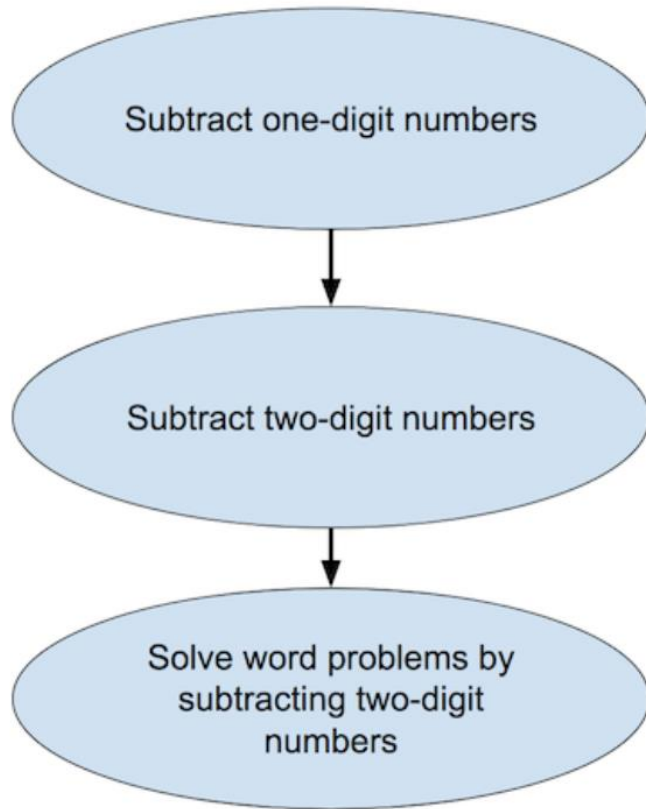 Subtract one-digit numbers
Subtract two-digit numbers
Solve word problems by
subtracting two-digit
numbers